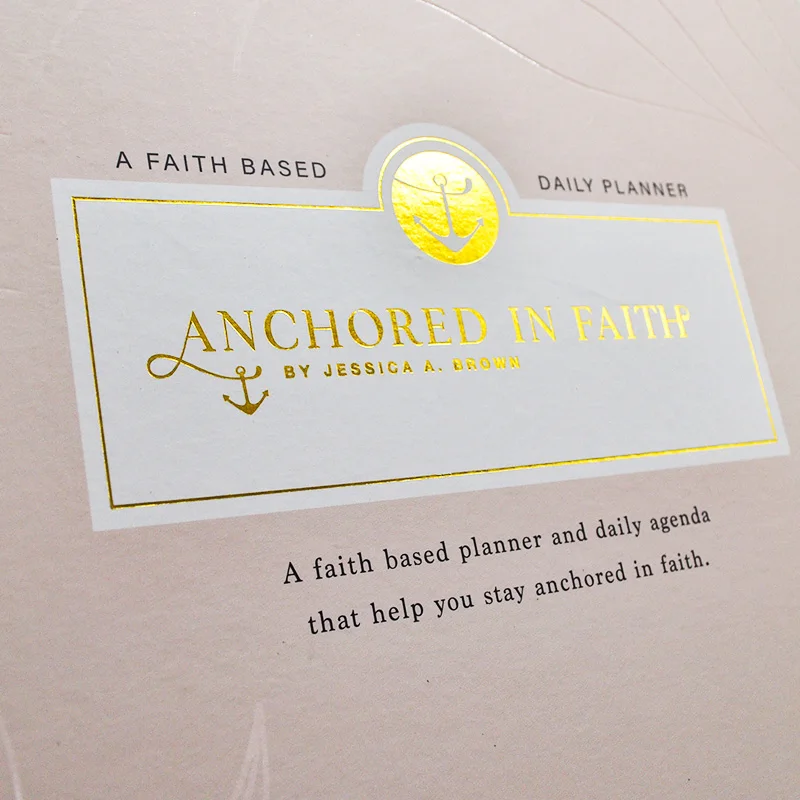 A FAITH BASED
DAILY PLANNER
ANCHORED IN FAITH
BY JESSICA A. BROWN
A faith based planner and daily agenda
that help you stay anchored in faith.